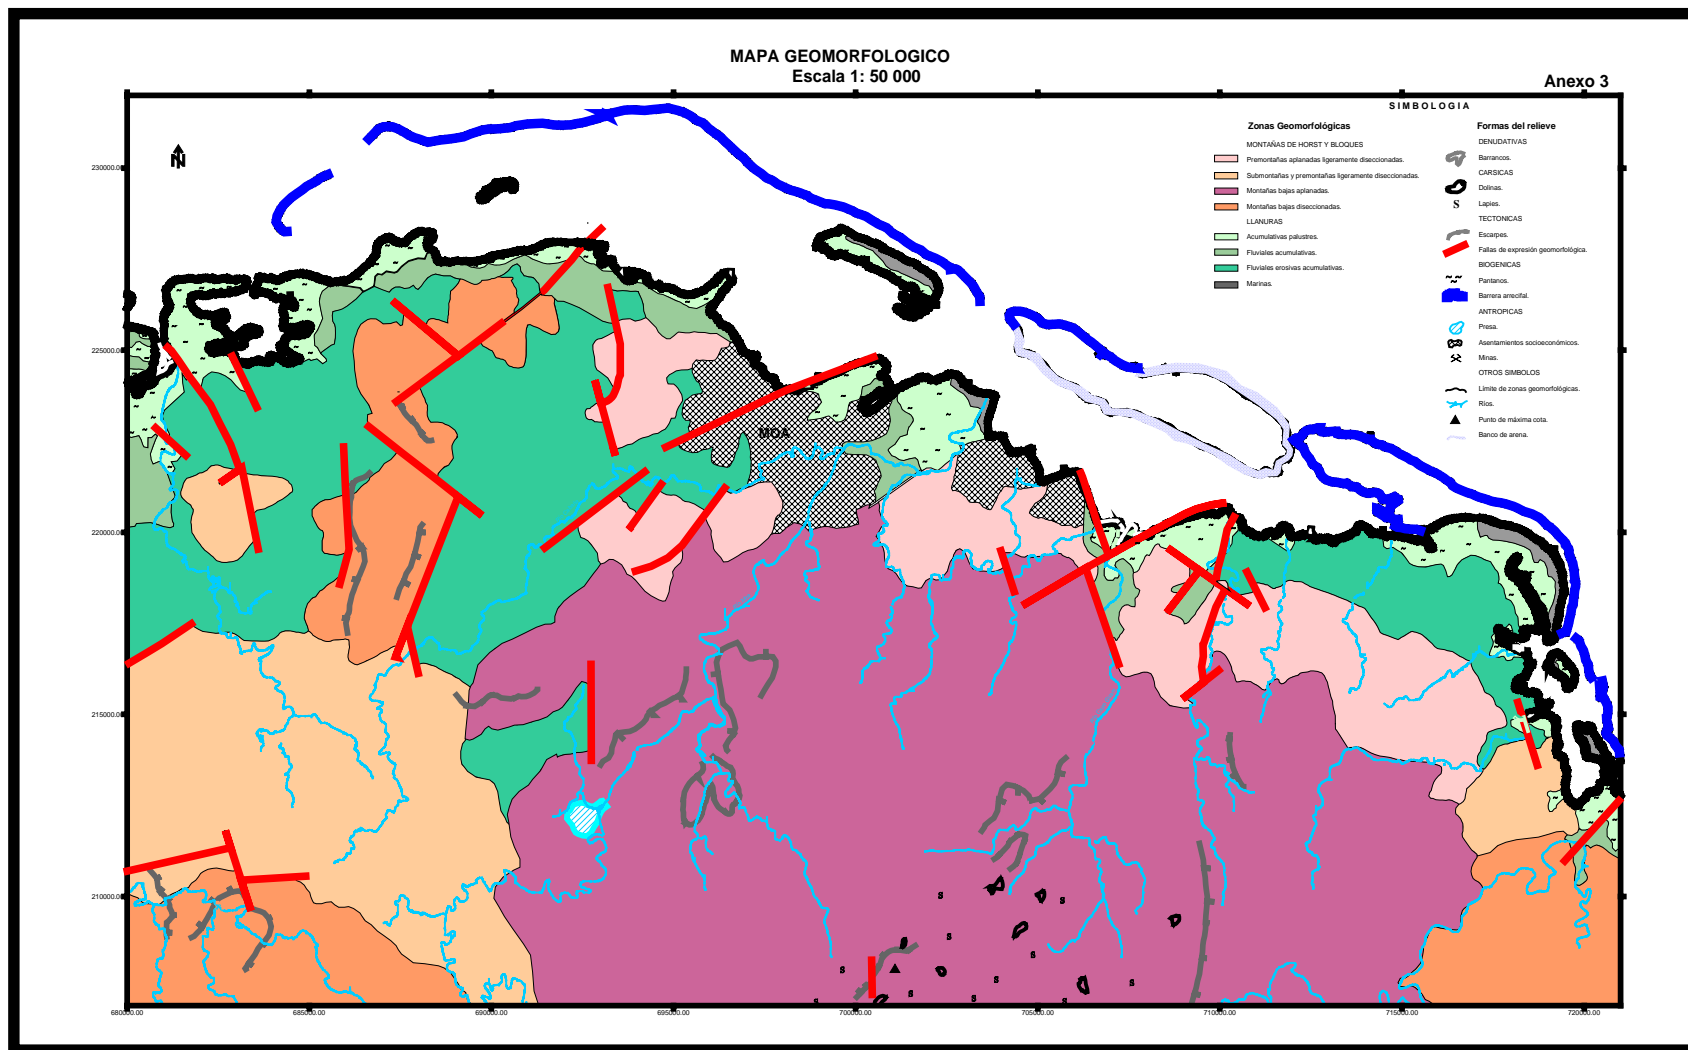 MAPA GEOMORFOLOGICO
Escala 1: 50 000
Anexo 3
SIMBOLOGIA
Zonas Geomorfológicas
MONTAÑAS DE HORST Y BLOQUES
Premontañas aplanadas ligeramente diseccionadas.
Submontañas y premontañas ligeramente diseccionadas.
Montañas bajas aplanadas.
Montañas bajas diseccionadas.
LLANURAS
Acumulativas palustres.
Fluviales acumulativas.
Fluviales erosivas acumulativas.
Marinas.
Formas del relieve
DENUDATIVAS
Barrancos.
CARSICAS
Dolinas.
S Lapies.
TECTONICAS
Escarpes.
Fallas de expresión geomorfológica.
BIOGENICAS
Pantanos.
Barrera arrecifal.
ANTROPICAS
Presa.
Asentamientos socioeconómicos.
Minas.
OTROS SIMBOLOS
Límite de zonas geomorfológicas.
Ríos.
Punto de máxima cota.
Banco de arena.
N
230000.00
225000.00
220000.00
215000.00
210000.00
MOA
S
S
S
S
S
S
S
S
S
S
S
S
680000.00
685000.00
690000.00
695000.00
700000.00
705000.00
710000.00
715000.00
720000.00